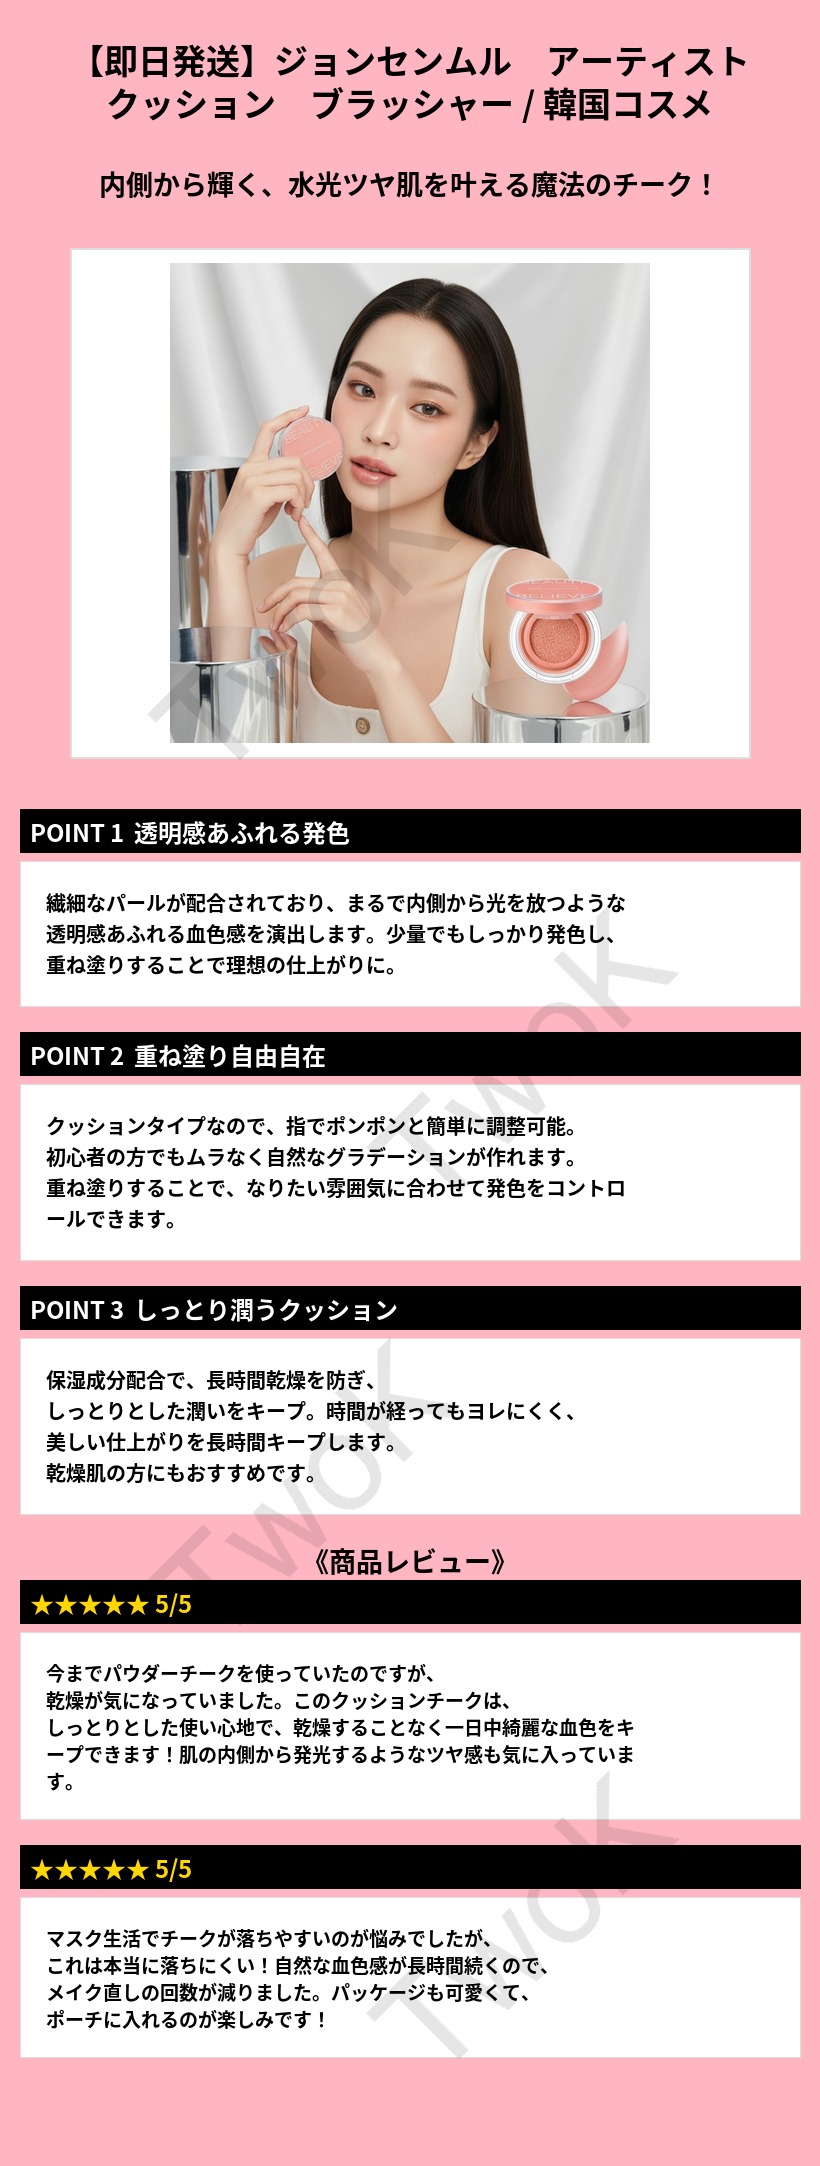 【即日発送】ジョンセンムル　アーティスト
クッション　ブラッシャー / 韓国コスメ
内側から輝く、水光ツヤ肌を叶える魔法のチーク！
BEAUTY
BELIEVE
TwoK
POINT 1 透明感あふれる発色
繊細なパールが配合されており、まるで内側から光を放つような
透明感あふれる血色感を演出します。少量でもしっかり発色し、
重ね塗りすることで理想の仕上がりに。
TwoK
POINT 2 重ね塗り自由自在
クッションタイプなので、指でポンポンと簡単に調整可能。
初心者の方でもムラなく自然なグラデーションが作れます。
重ね塗りすることで、なりたい雰囲気に合わせて発色をコントロ
ールできます。
POINT 3 しっとり潤うクッション
保湿成分配合で、長時間乾燥を防ぎ、
しっとりとした潤いをキープ。時間が経ってもヨレにくく、
美しい仕上がりを長時間キープします。
乾燥肌の方にもおすすめです。
TwoK
《商品レビュー》
★★★★★ 5/5
今までパウダーチークを使っていたのですが、
乾燥が気になっていました。このクッションチークは、
しっとりとした使い心地で、乾燥することなく一日中綺麗な血色をキ
ープできます！肌の内側から発光するようなツヤ感も気に入っていま
す。
★★★★★ 5/5
マスク生活でチークが落ちやすいのが悩みでしたが、
これは本当に落ちにくい！自然な血色感が長時間続くので、
メイク直しの回数が減りました。パッケージも可愛くて、
ポーチに入れるのが楽しみです！
TwoK